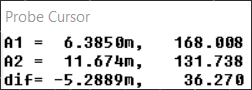 Probe Cursor
A1 = 6.3850m, 168.008
A2 = 11.674m, 131.738
dif= -5.2889m, 36.270